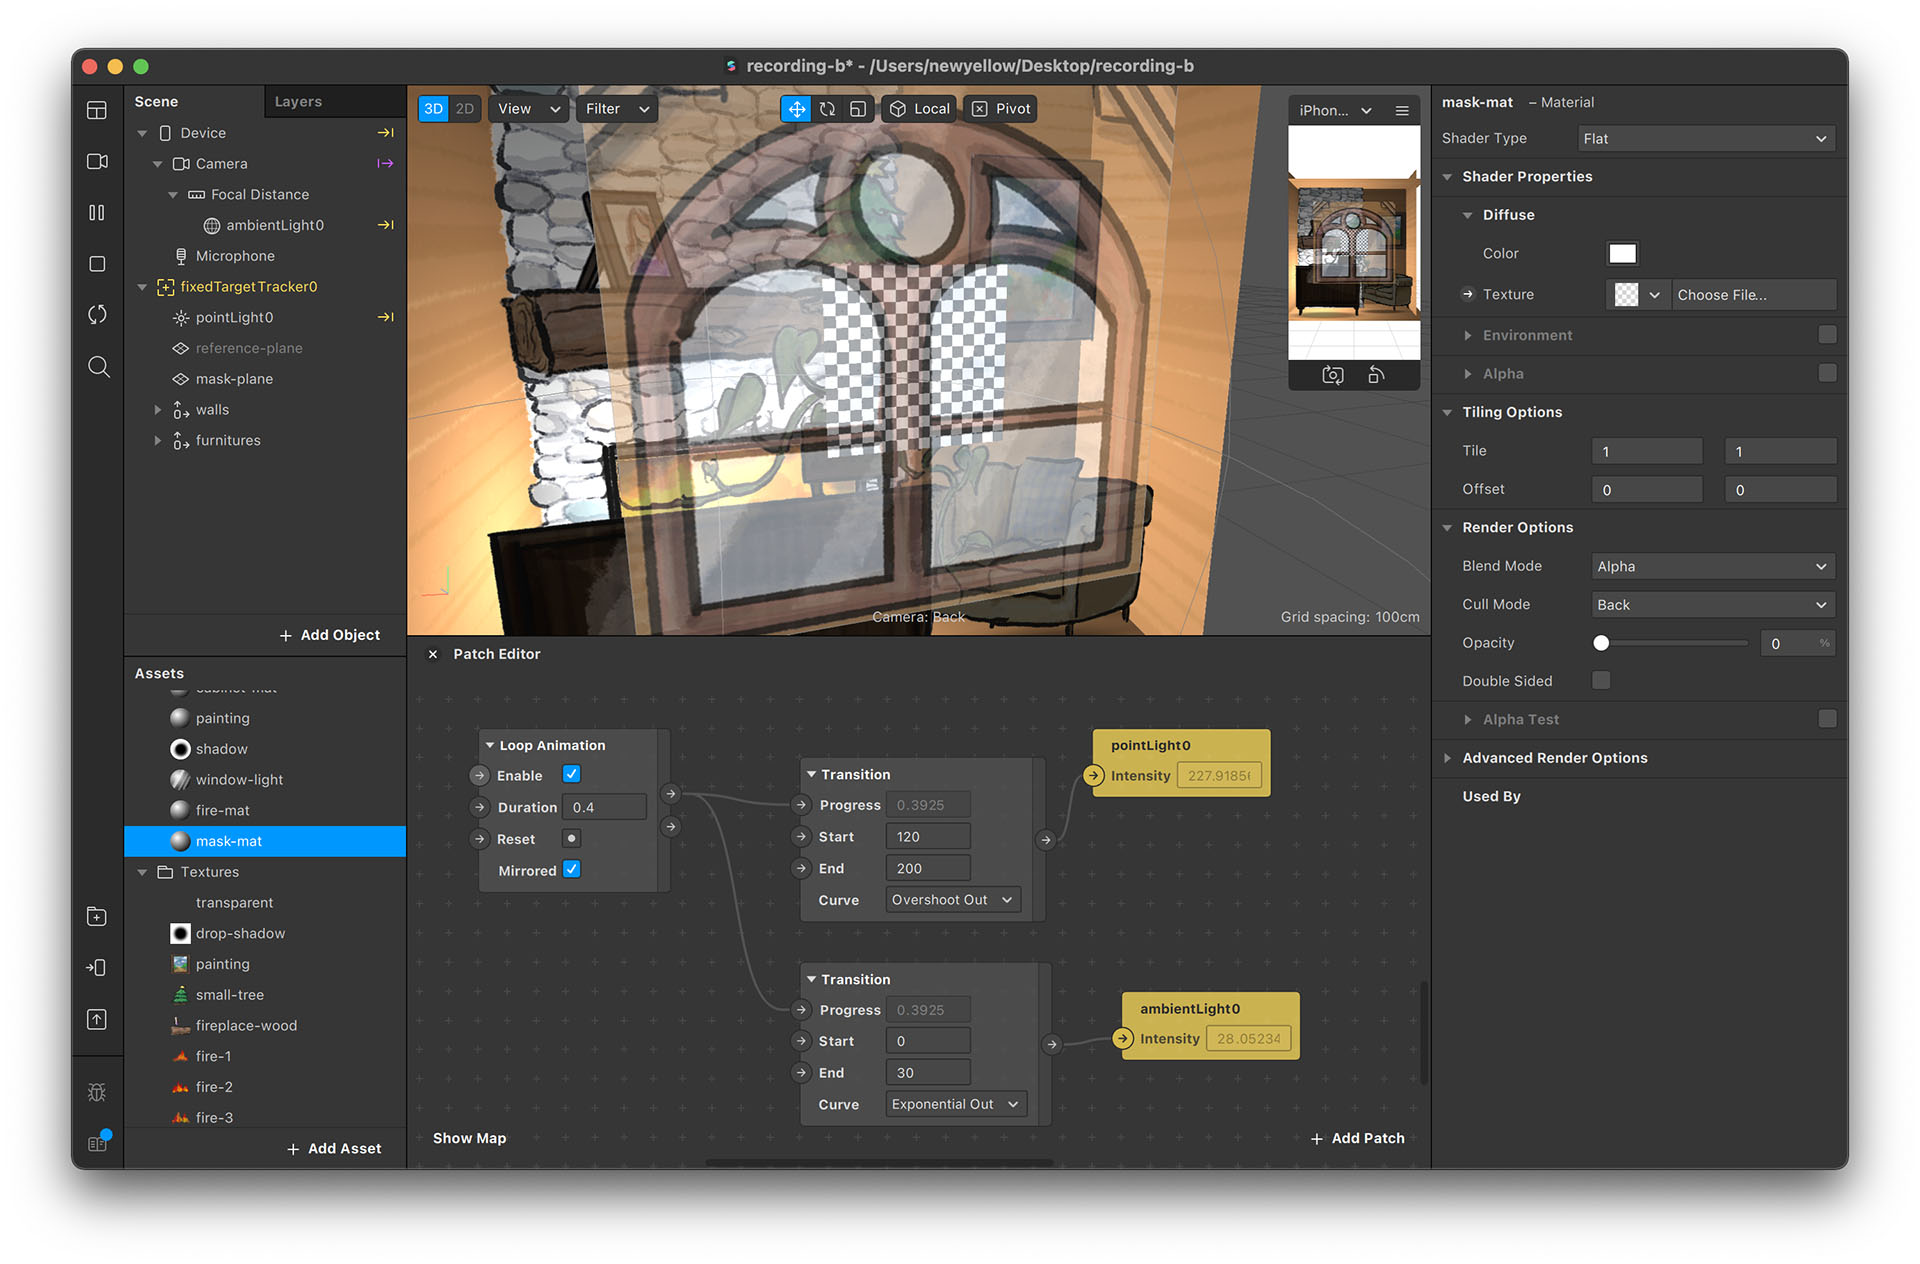 recording-b* - /Users/newyellow/Desktop/recording-b
Scene
Layers
Device
Camera
Focal Distance
ambientLight0
Microphone
fixedTargetTracker0
pointLight0
reference-plane
mask-plane
walls
furnitures
+ Add Object
Assets
cabinet-mat
painting
shadow
window-light
fire-mat
mask-mat
Textures
transparent
drop-shadow
painting
small-tree
fireplace-wood
fire-1
fire-2
fire-3
+ Add Asset
3D 2D View Filter Local Pivot
iPhon...
Camera: Back
Grid spacing: 100cm
Patch Editor
Loop Animation
Enable
Duration 0.4
Reset
Mirrored
Transition
Progress 0.3925
Start 120
End 200
Curve Overshoot Out
pointLight0
Intensity 227.9185
Transition
Progress 0.3925
Start 0
End 30
Curve Exponential Out
ambientLight0
Intensity 28.05234
Show Map
+ Add Patch
mask-mat – Material
Shader Type Flat
Shader Properties
Diffuse
Color
Texture Choose File...
Environment
Alpha
Tiling Options
Tile 1 1
Offset 0 0
Render Options
Blend Mode Alpha
Cull Mode Back
Opacity 0 %
Double Sided
Alpha Test
Advanced Render Options
Used By